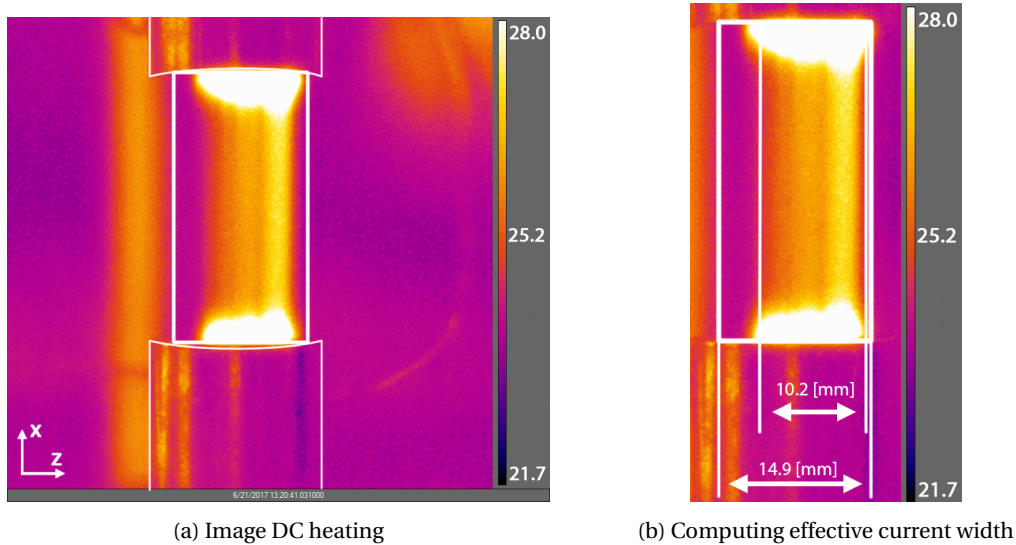 28.0
25.2
21.7
X
Z
6/21/2017 13:20:41.031000
28.0
25.2
21.7
10.2 [mm]
14.9 [mm]
(a) Image DC heating
(b) Computing effective current width